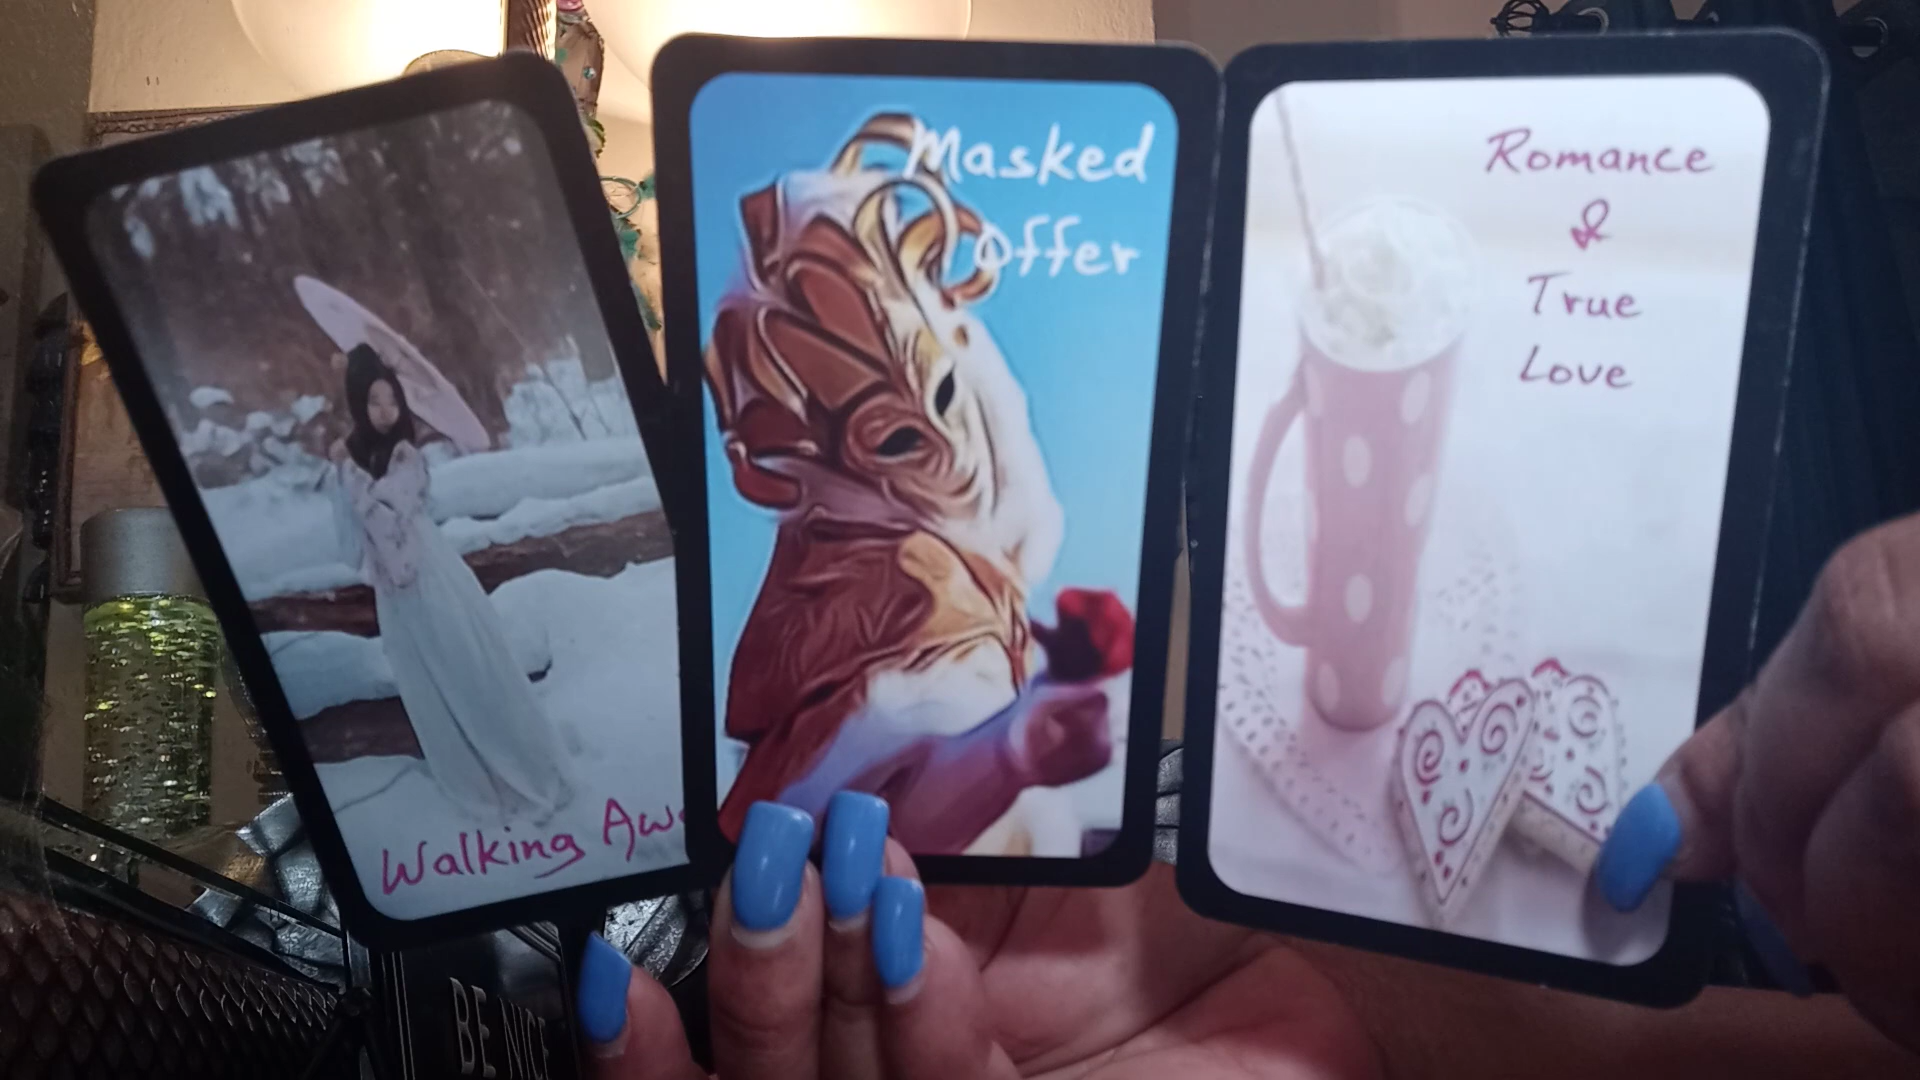 Walking Aw
Masked
Offer
Romance
&
True
Love
BE NICE